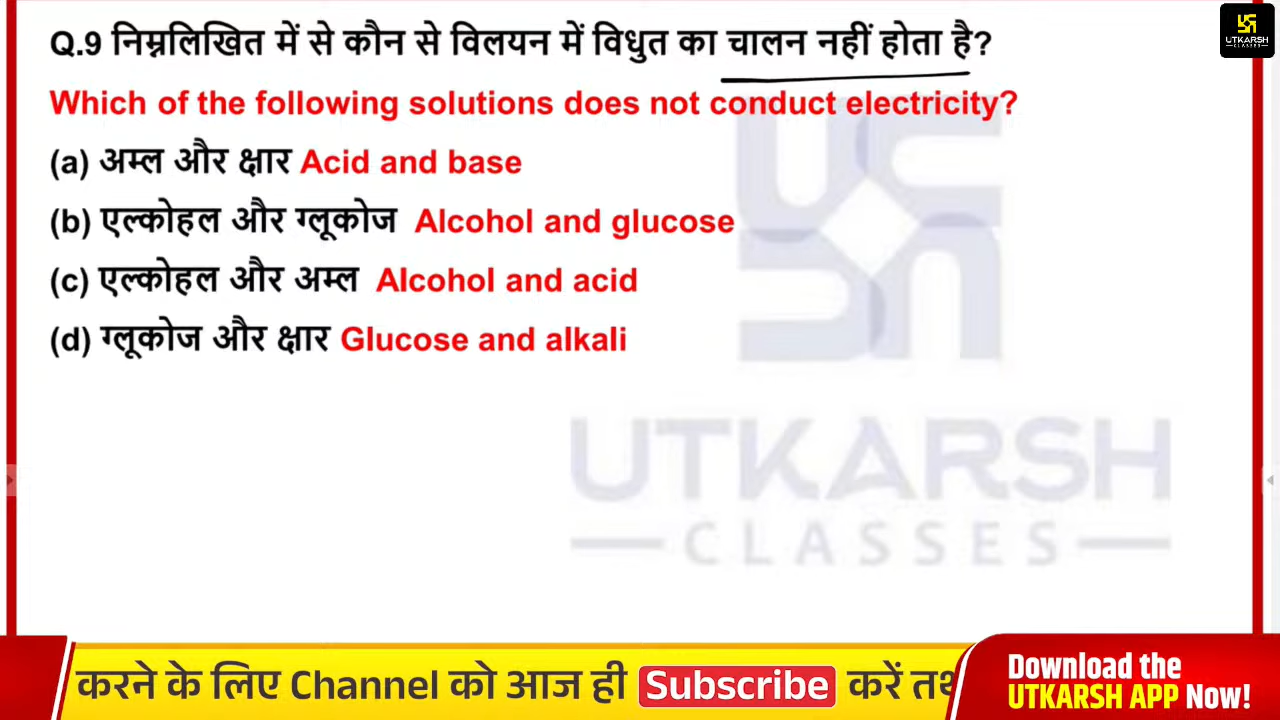 Q.9 निम्नलिखित में से कौन से विलयन में विधुत का चालन नहीं होता है?
Which of the following solutions does not conduct electricity?
(a) अम्ल और क्षार Acid and base
(b) एल्कोहल और ग्लूकोज Alcohol and glucose
(c) एल्कोहल और अम्ल Alcohol and acid
(d) ग्लूकोज और क्षार Glucose and alkali
UTKARSH
CLASSES
UTKARSH
CLASSES
करने के लिए Channel को आज ही Subscribe करें
Download the
UTKARSH APP Now!